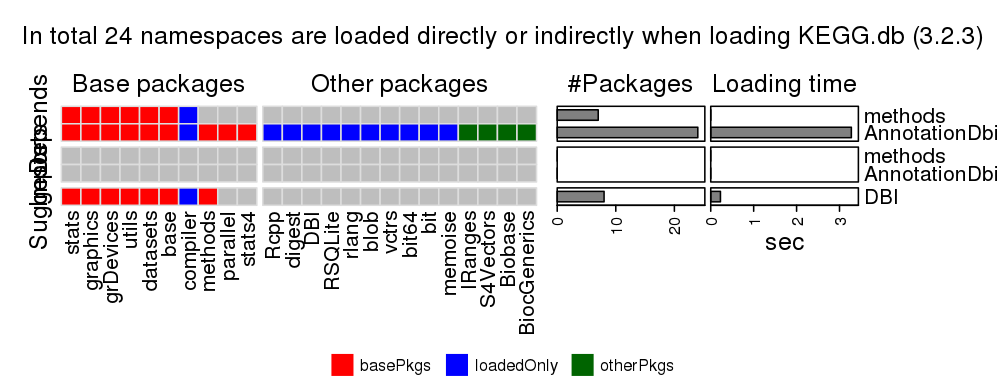 In total 24 namespaces are loaded directly or indirectly when loading KEGG.db (3.2.3)
Base packages
Other packages
#Packages
Loading time
methods
AnnotationDbi
methods
AnnotationDbi
DBI
stats
graphics
grDevices
utils
datasets
base
compiler
methods
parallel
stats4
Rcpp
digest
DBI
RSQLite
rlang
blob
vctrs
bit64
bit
memoise
IRanges
S4Vectors
Biobase
BiocGenerics
0
10
20
0
1
2
3
sec
basePkgs
loadedOnly
otherPkgs